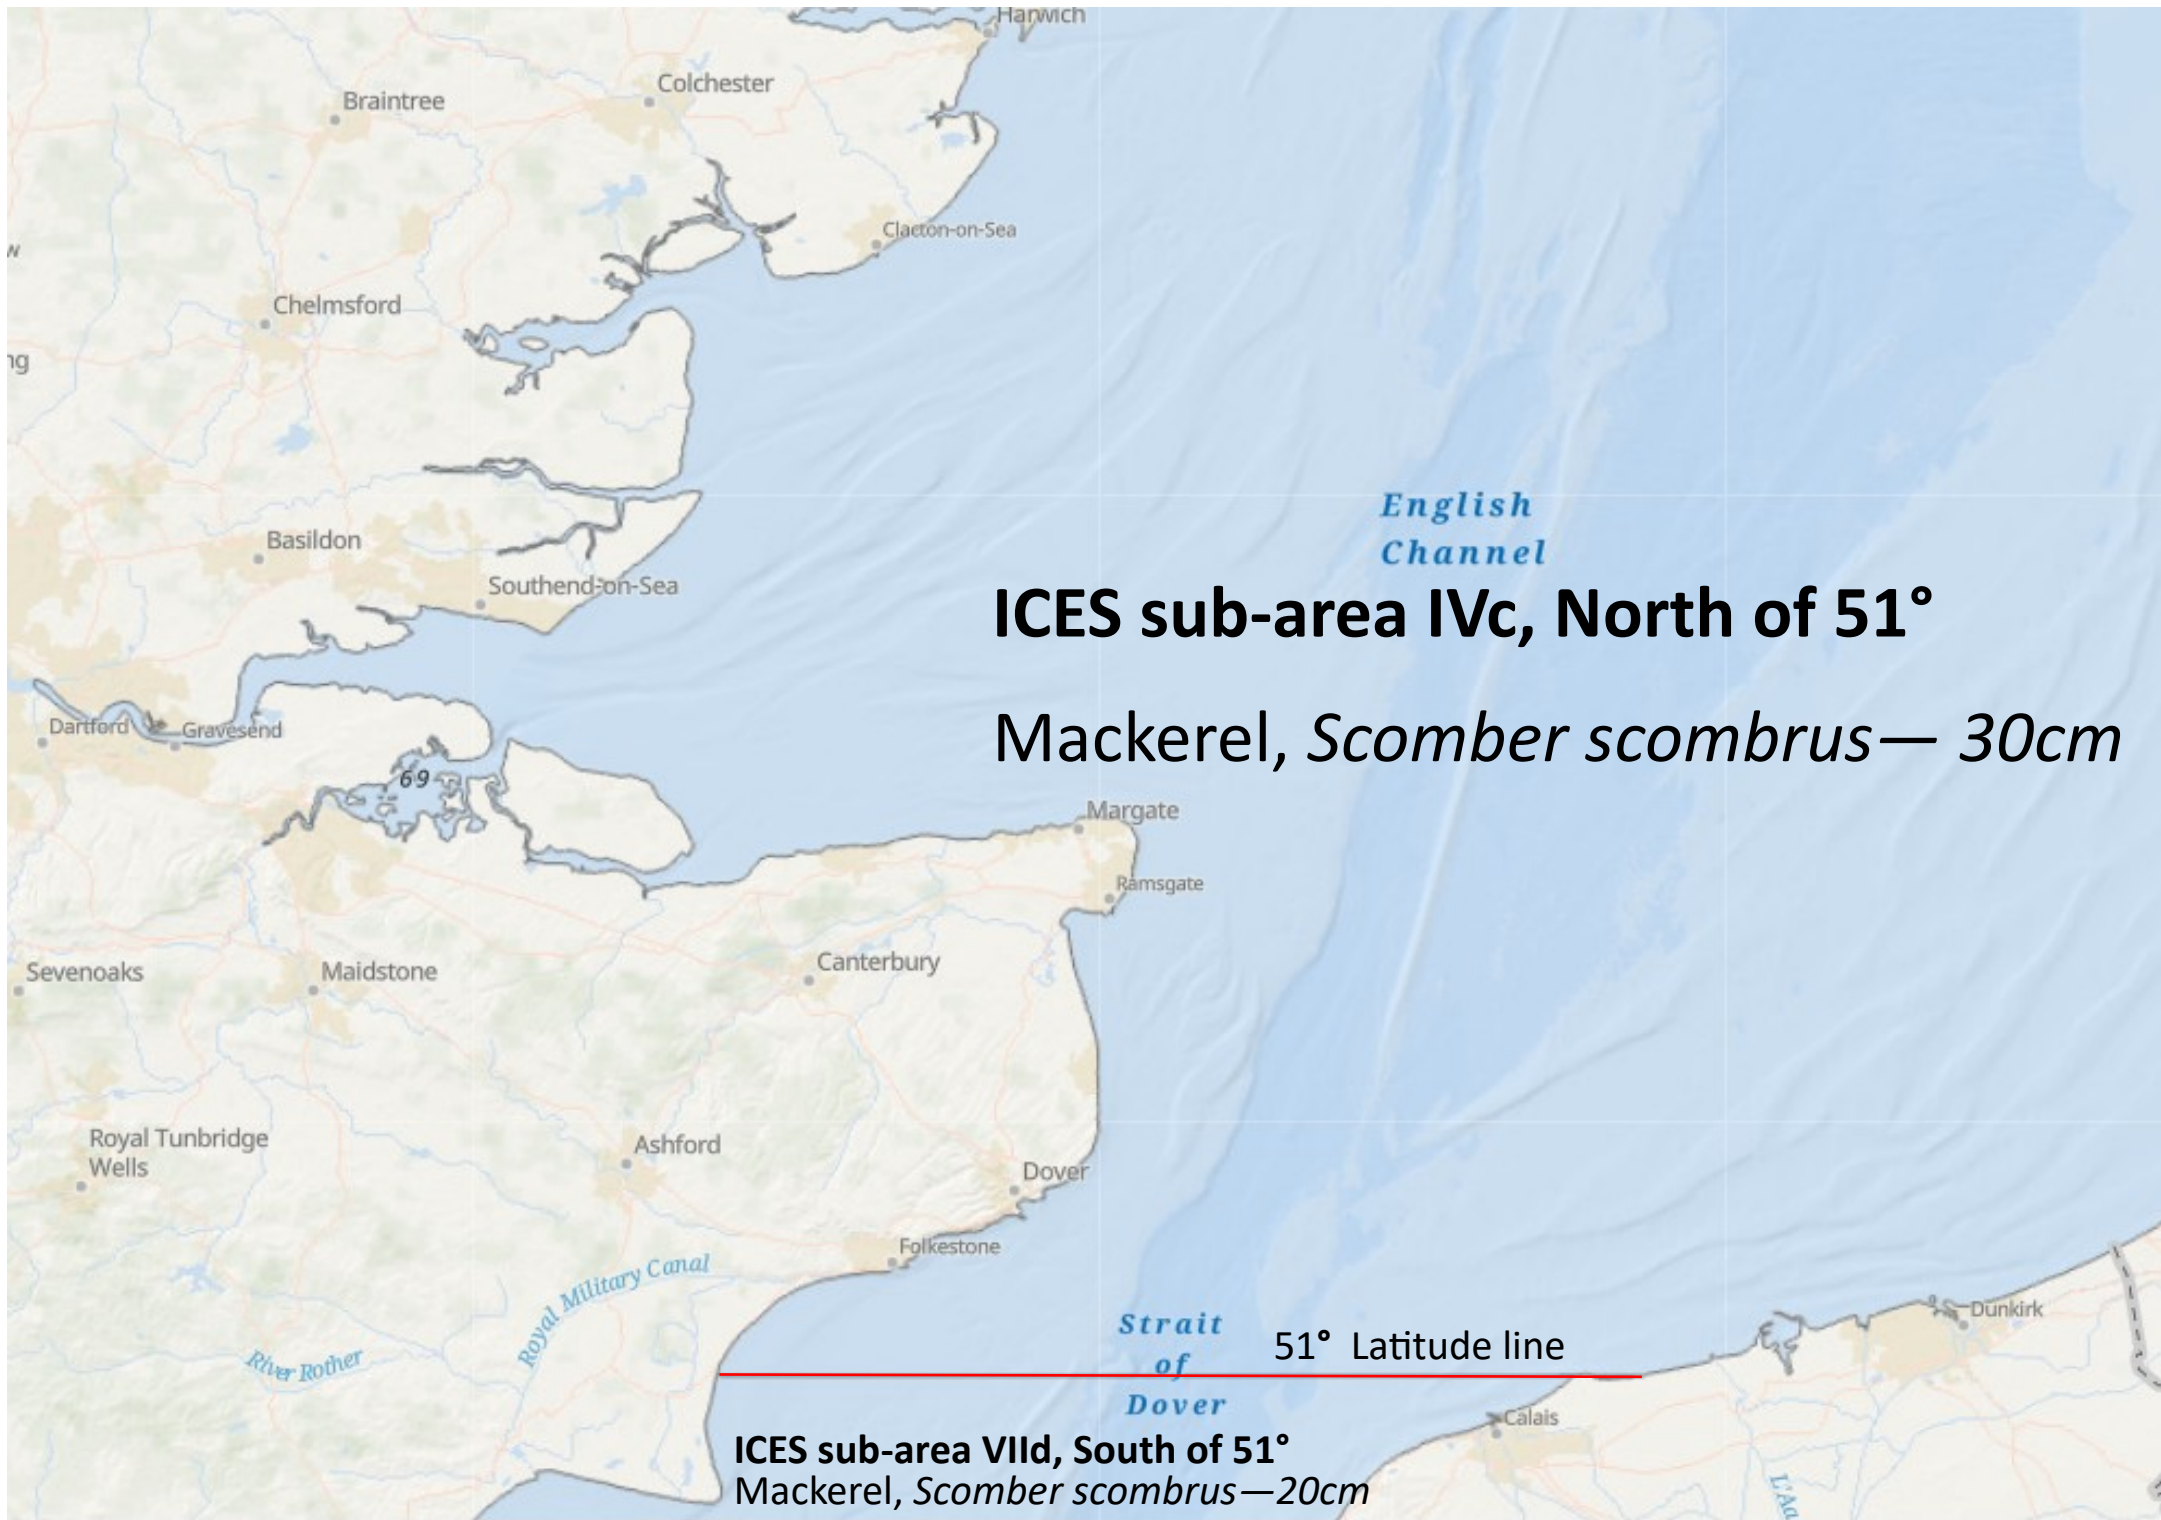 Harwich
Colchester
Braintree
Clacton-on-Sea
w
Chelmsford
ng
English
Channel
Basildon
Southend-on-Sea
ICES sub-area IVc, North of 51°
Dartford
Gravesend
Mackerel, Scomber scombrus— 30cm
69
Margate
Ramsgate
Canterbury
Sevenoaks
Maidstone
Royal Tunbridge
Wells
Ashford
Dover
Folkestone
Royal Military Canal
Strait
of
Dover
51° Latitude line
Dunkirk
River Rother
Calais
ICES sub-area VIId, South of 51°
Mackerel, Scomber scombrus—20cm
L'Aa